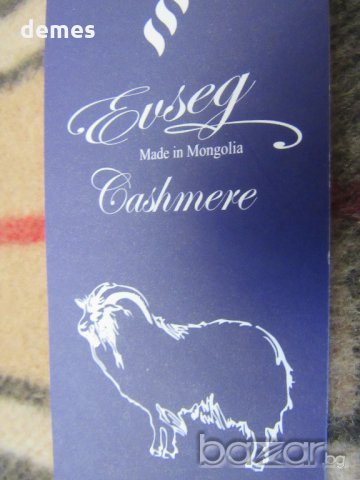 demes
Evseg
Made in Mongolia
Cashmere
bazar
bg